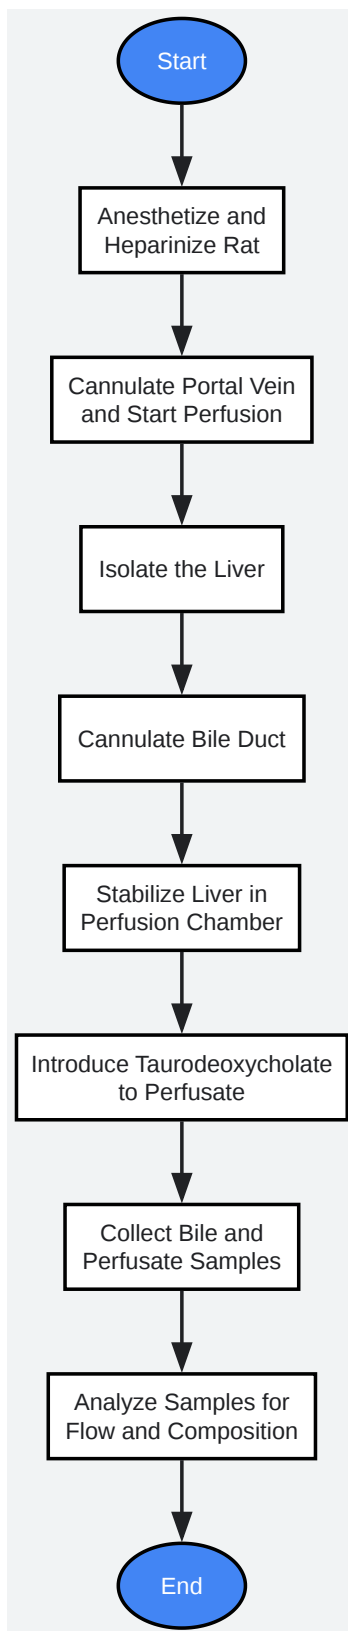 Start
Anesthetize and
Heparinize Rat
Cannulate Portal Vein
and Start Perfusion
Isolate the Liver
Cannulate Bile Duct
Stabilize Liver in
Perfusion Chamber
Introduce Taurodeoxycholate
to Perfusate
Collect Bile and
Perfusate Samples
Analyze Samples for
Flow and Composition
End